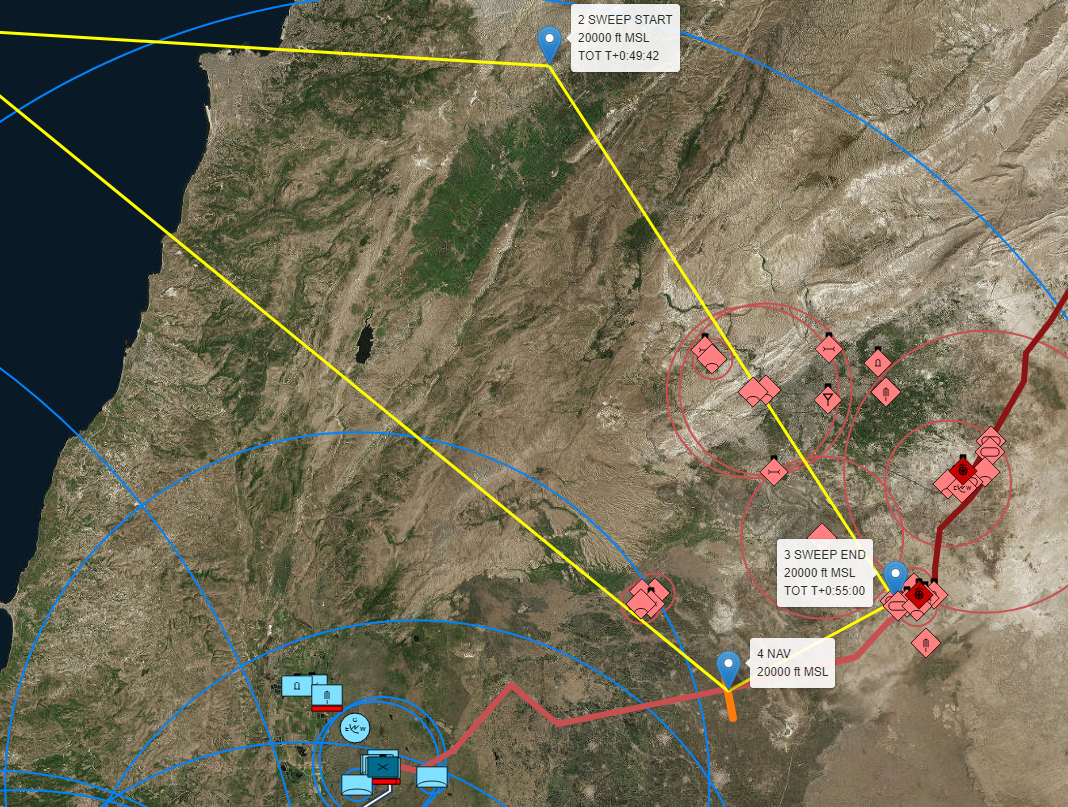 2 SWEEP START
20000 ft MSL
TOT T+0:49:42
3 SWEEP END
20000 ft MSL
TOT T+0:55:00
4 NAV
20000 ft MSL
C
E W